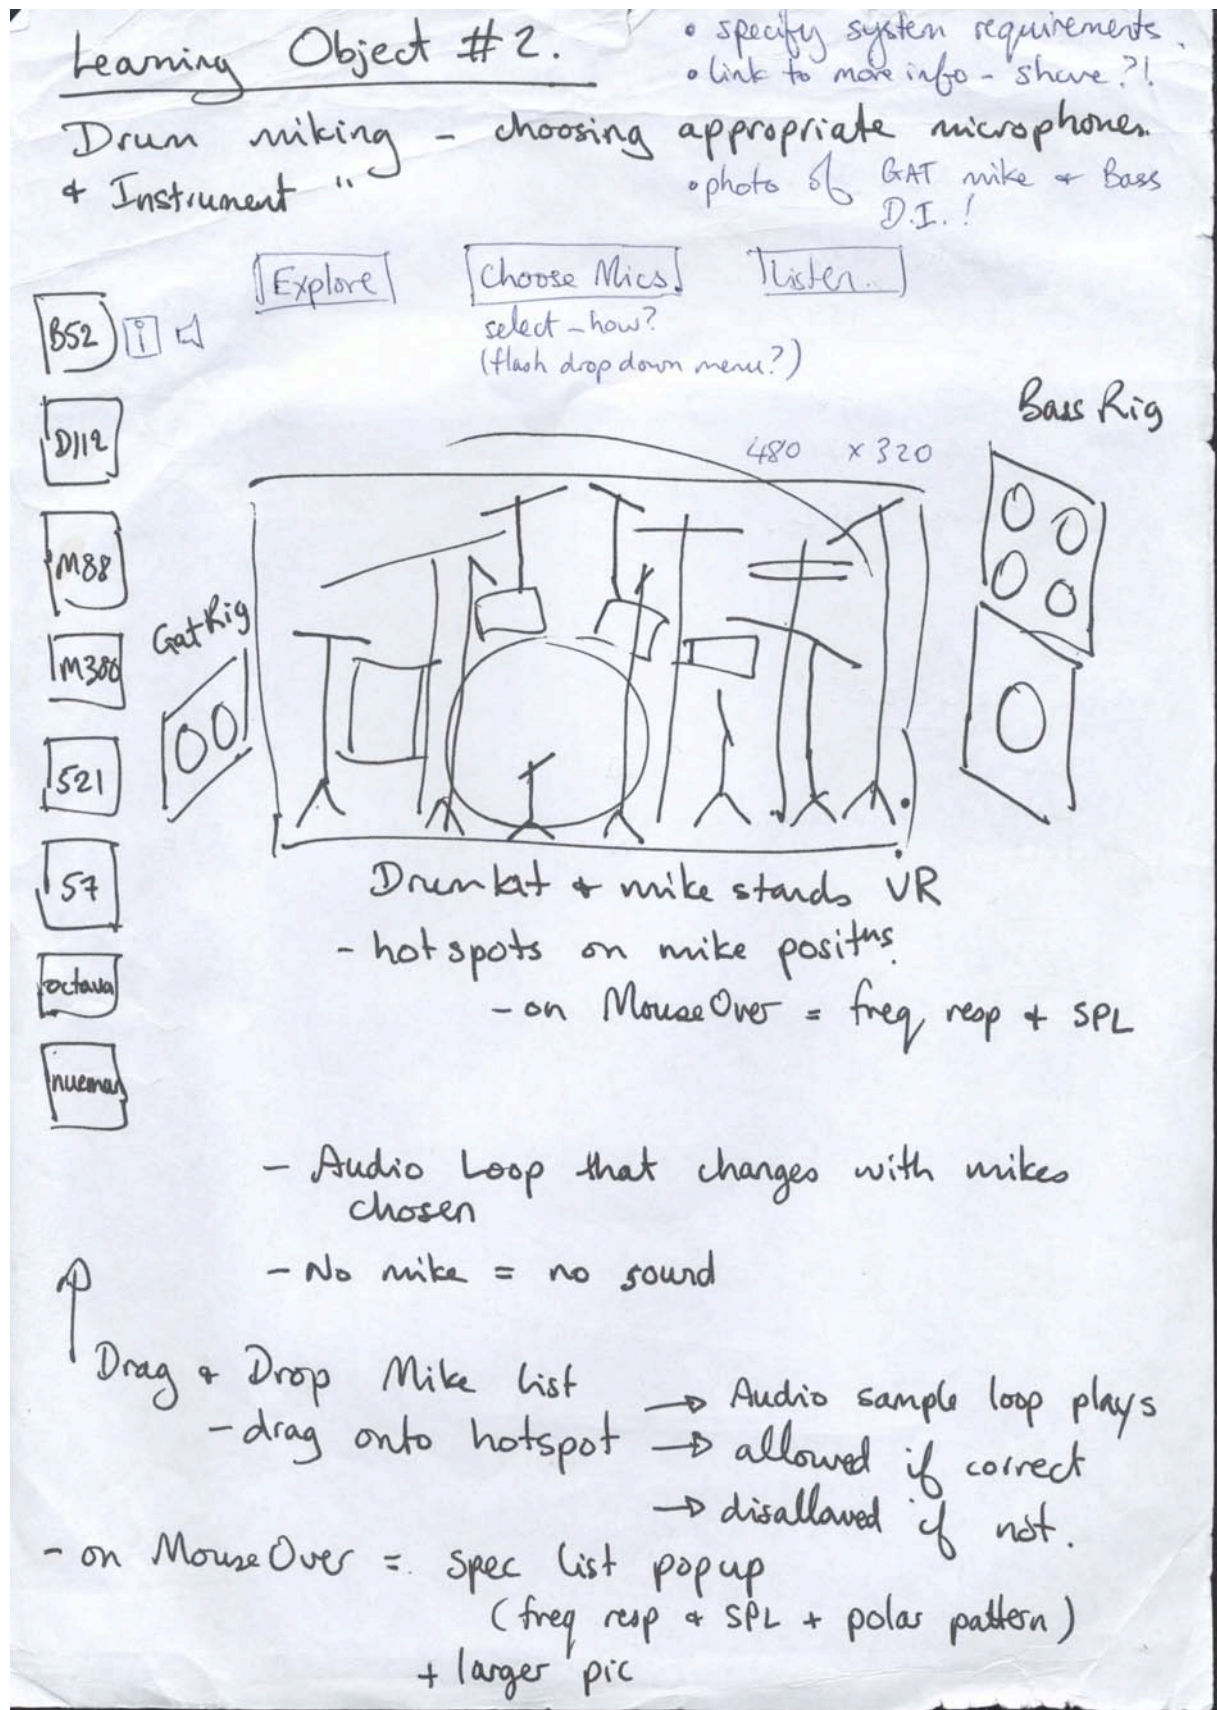 Learning Object #2.
• specify system requirements.
• link to more info - share?!
Drum miking - choosing appropriate microphones.
& Instrument "
• photo of GAT mike & Bass
D.I.!
Explore
Choose Mics.
Listen..
select - how?
(flash drop down menu?)
B52
i
D112
M88
M380
521
57
octava
nueman
Bass Rig
480 x 320
Gat Rig
Drumkit & mike stands VR
- hotspots on mike positns.
- on MouseOver = freq resp & SPL
- Audio Loop that changes with mikes
chosen
- No mike = no sound
Drag & Drop Mike list
- drag onto hotspot
→ Audio sample loop plays
→ allowed if correct
→ disallowed if not.
- on MouseOver = spec list popup
(freq resp & SPL + polar pattern)
+ larger pic